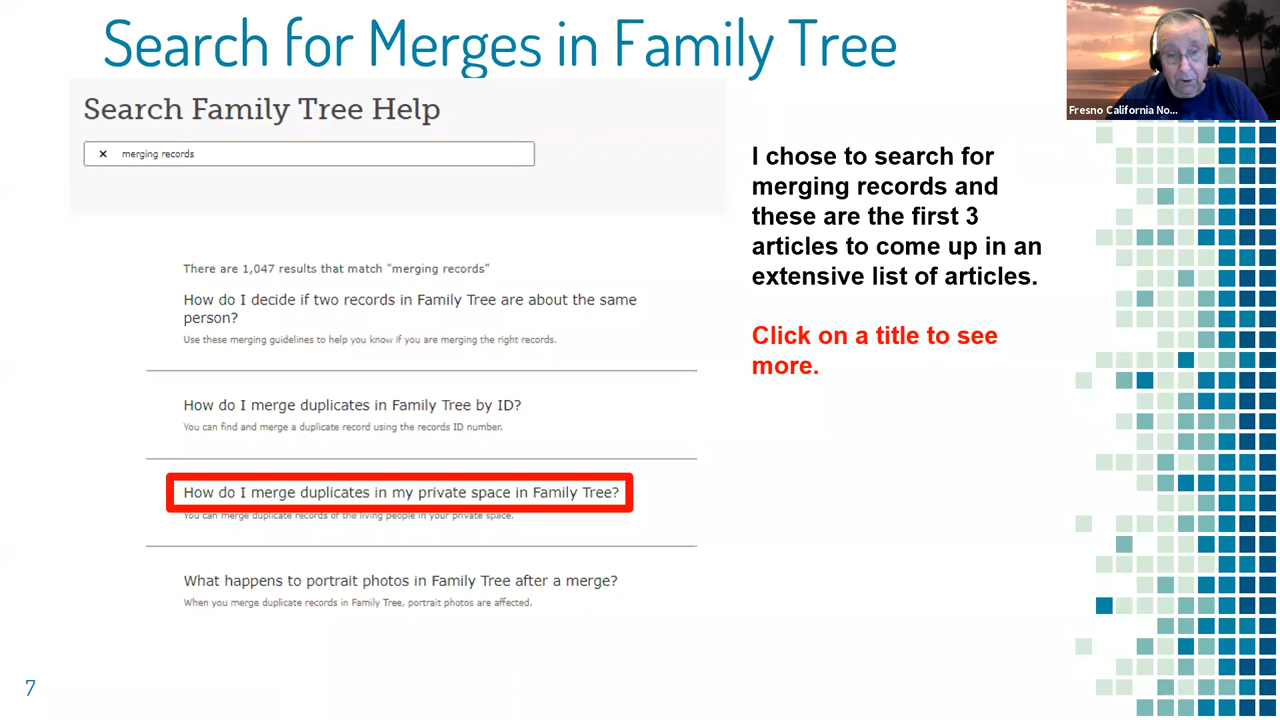 Search for Merges in Family Tree
Search Family Tree Help
× merging records
There are 1,047 results that match "merging records"
How do I decide if two records in Family Tree are about the same
person?
Use these merging guidelines to help you know if you are merging the right records.
How do I merge duplicates in Family Tree by ID?
You can find and merge a duplicate record using the records ID number.
How do I merge duplicates in my private space in Family Tree?
You can merge duplicate records of the living people in your private space.
What happens to portrait photos in Family Tree after a merge?
When you merge duplicate records in Family Tree, portrait photos are affected.
I chose to search for
merging records and
these are the first 3
articles to come up in an
extensive list of articles.
Click on a title to see
more.
Fresno California No...
7